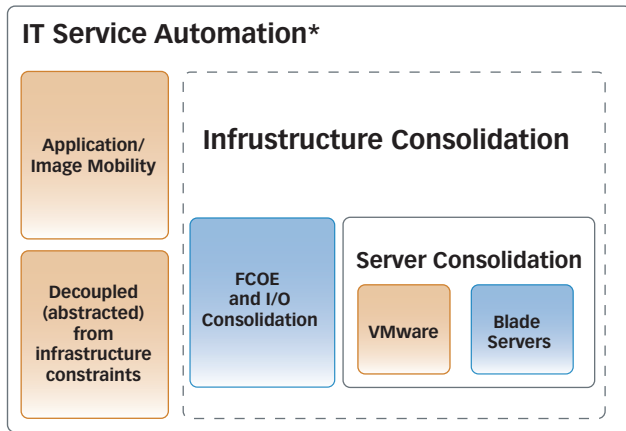 IT Service Automation*
Application/
Image Mobility
Infrustructure Consolidation
Decoupled
(abstracted)
from
infrastructure
constraints
FCOE
and I/O
Consolidation
Server Consolidation
VMware
Blade
Servers